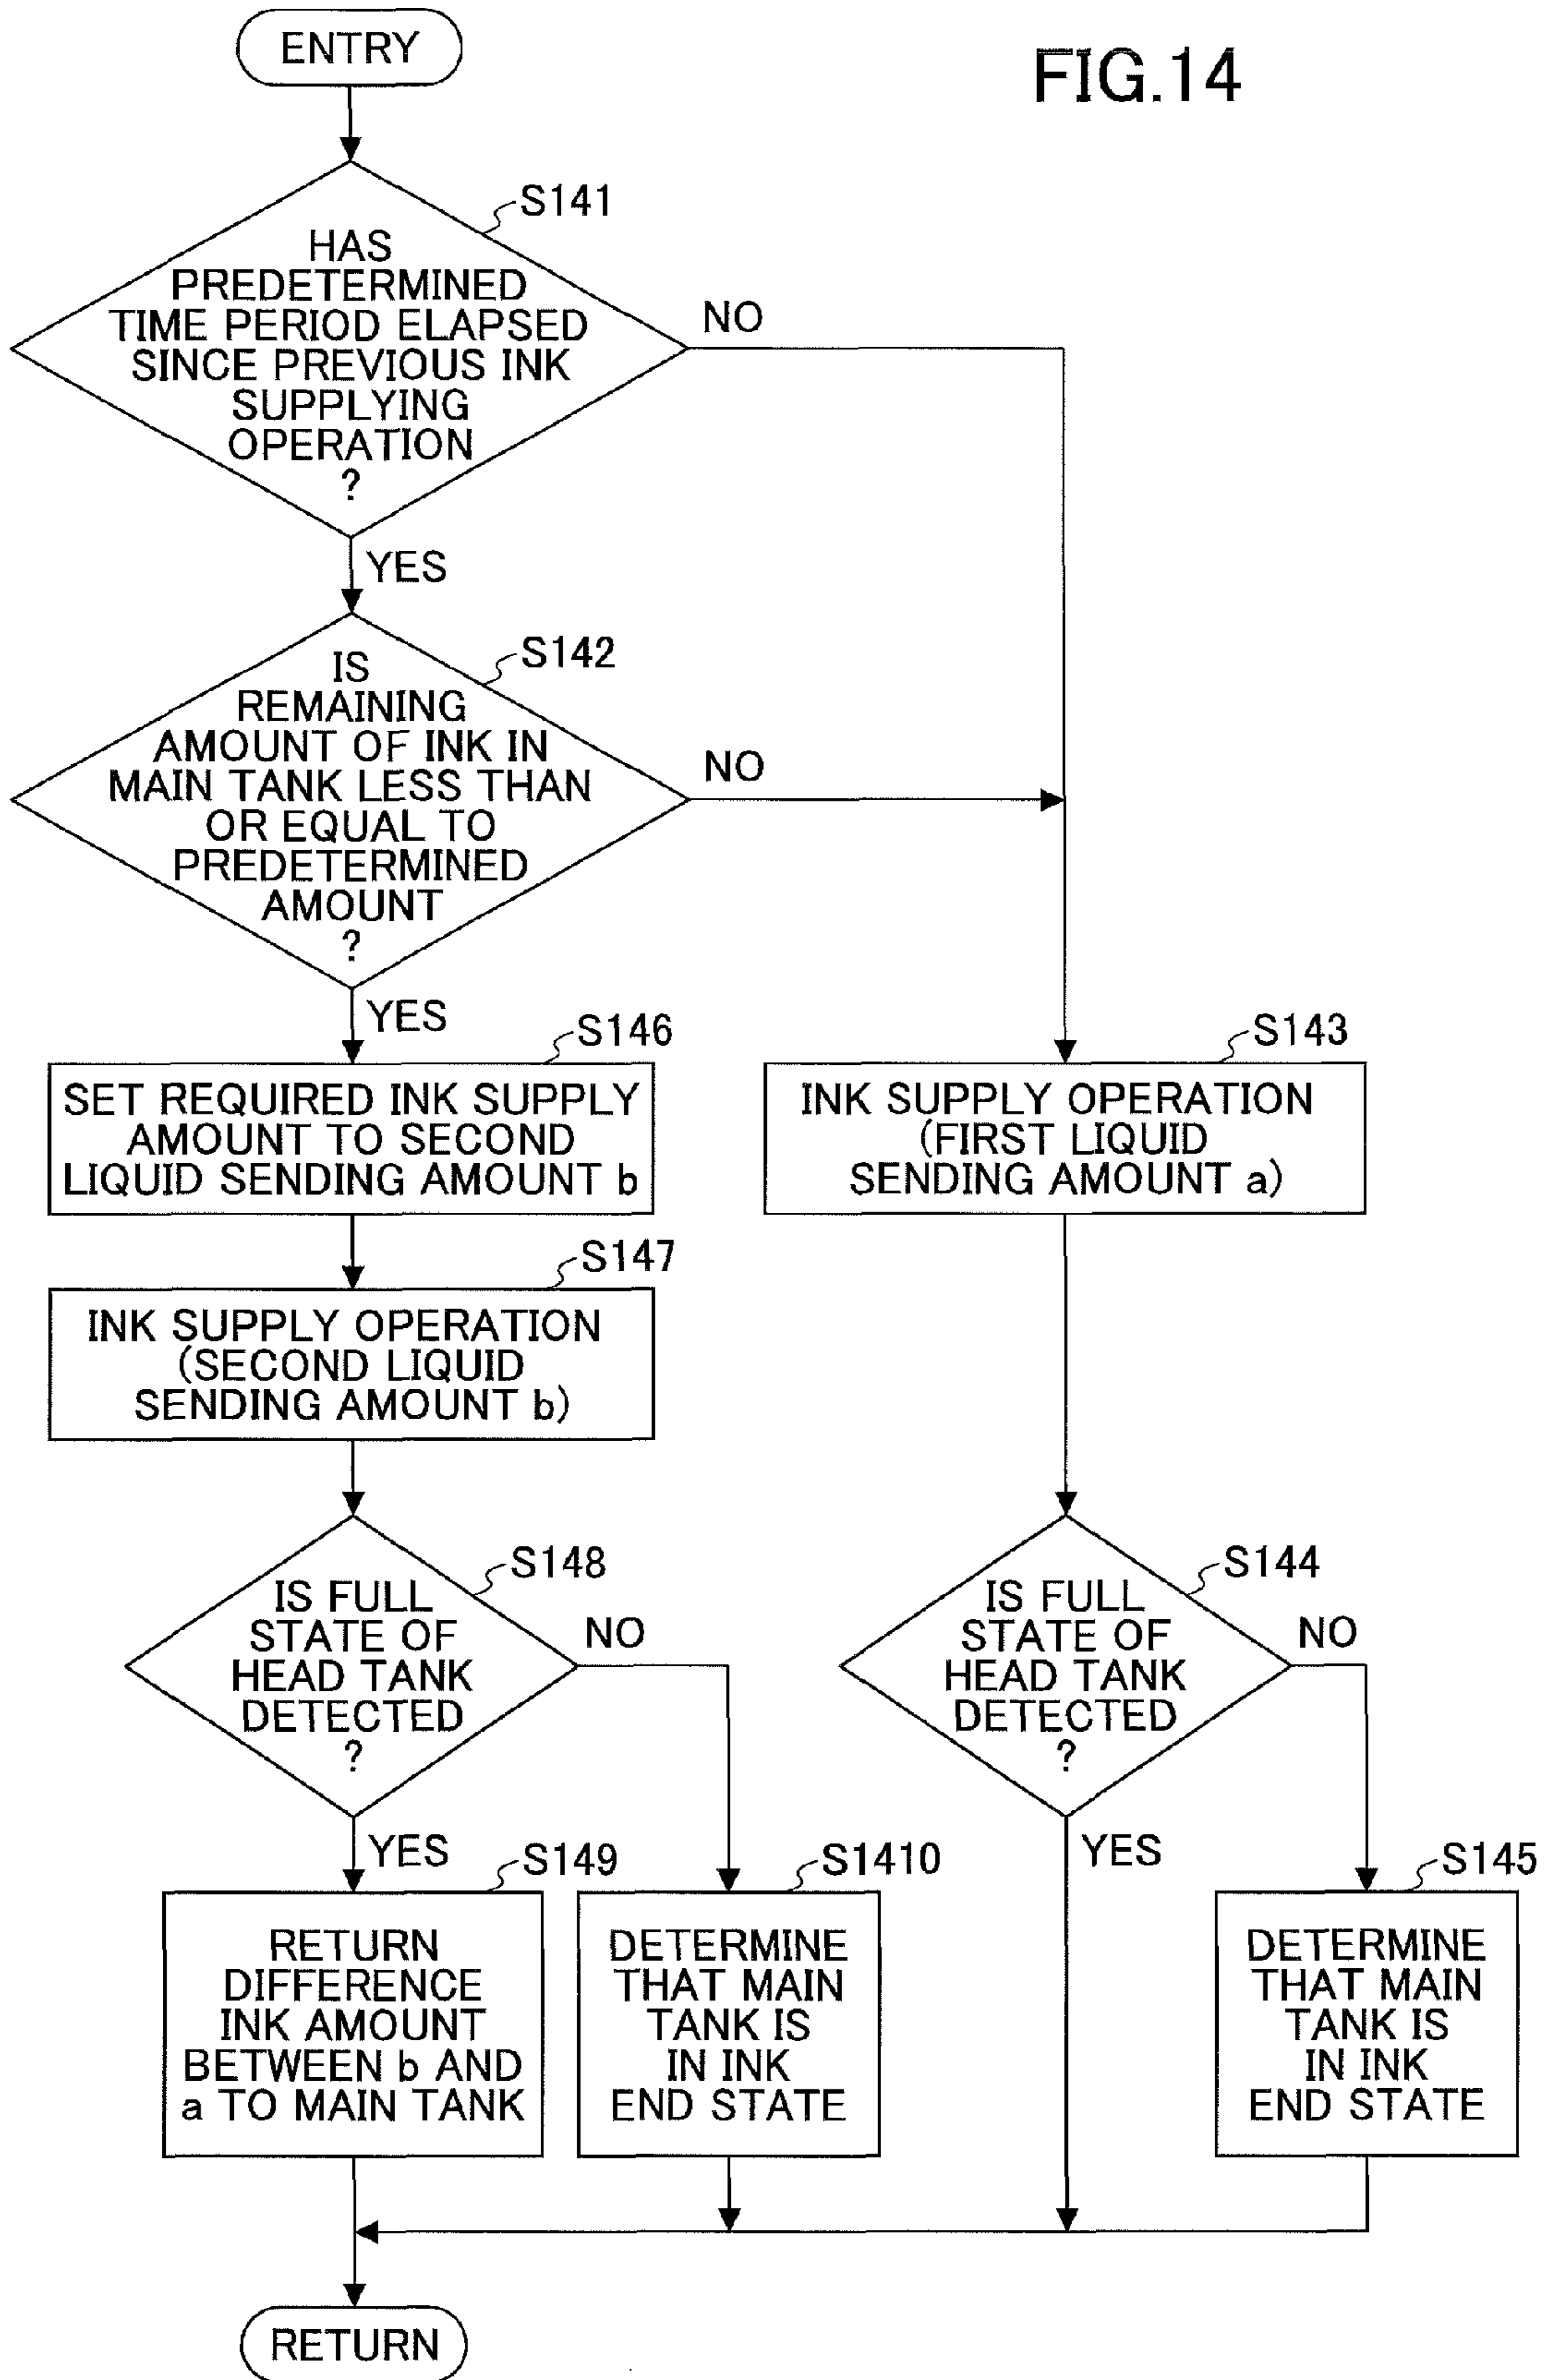 FIG.14
ENTRY
S141
HAS
PREDETERMINED
TIME PERIOD ELAPSED
SINCE PREVIOUS INK
SUPPLYING
OPERATION
?
NO
YES
S142
IS
REMAINING
AMOUNT OF INK IN
MAIN TANK LESS THAN
OR EQUAL TO
PREDETERMINED
AMOUNT
?
NO
YES
S146
SET REQUIRED INK SUPPLY
AMOUNT TO SECOND
LIQUID SENDING AMOUNT b
S143
INK SUPPLY OPERATION
(FIRST LIQUID
SENDING AMOUNT a)
S147
INK SUPPLY OPERATION
(SECOND LIQUID
SENDING AMOUNT b)
S148
IS FULL
STATE OF
HEAD TANK
DETECTED
?
NO
YES
S144
IS FULL
STATE OF
HEAD TANK
DETECTED
?
NO
YES
S149
RETURN
DIFFERENCE
INK AMOUNT
BETWEEN b AND
a TO MAIN TANK
S1410
DETERMINE
THAT MAIN
TANK IS
IN INK
END STATE
S145
DETERMINE
THAT MAIN
TANK IS
IN INK
END STATE
RETURN